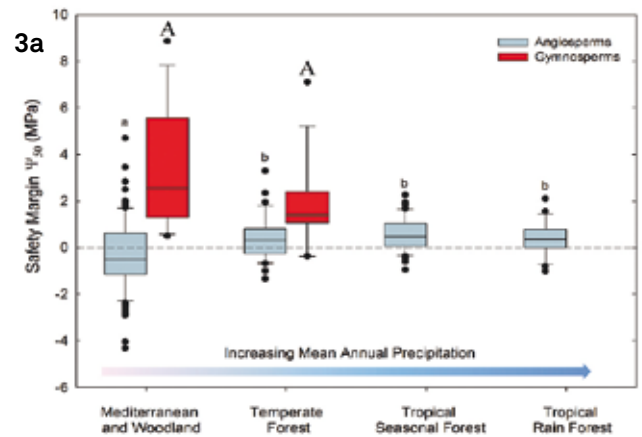 3a
10
8
6
4
2
0
-2
-4
-6
Safety Margin Ψ50 (MPa)
Angiosperms
Gymnosperms
a
A
b
A
b
b
Increasing Mean Annual Precipitation
Mediterranean
and Woodland
Temperate
Forest
Tropical
Seasonal Forest
Tropical
Rain Forest